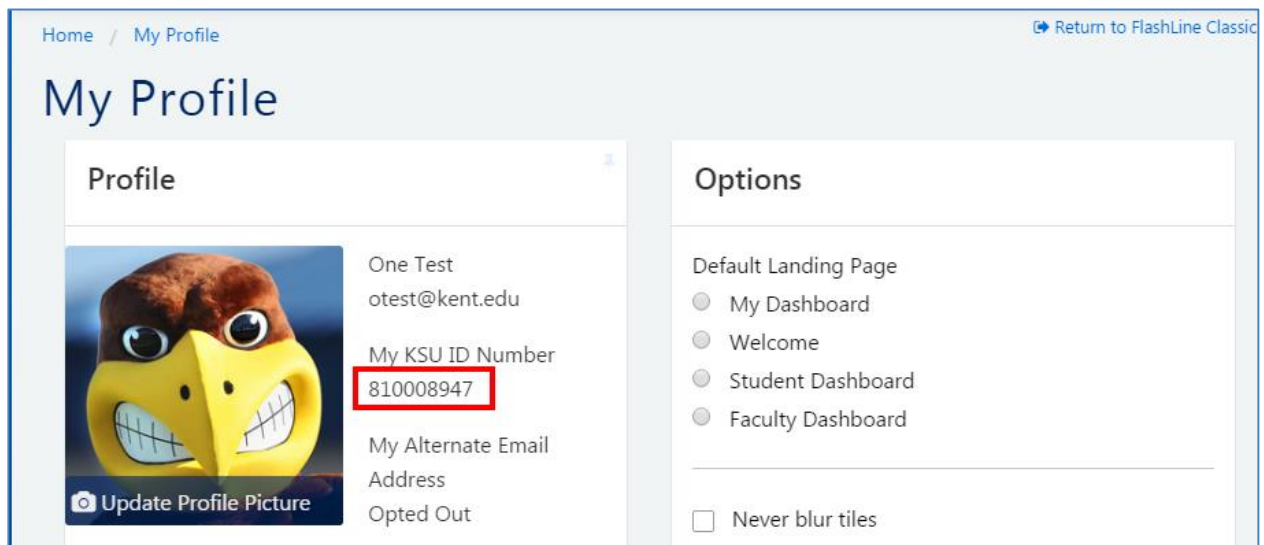 Home / My Profile
Return to FlashLine Classic
My Profile
Profile
One Test
otest@kent.edu
My KSU ID Number
810008947
My Alternate Email
Address
Opted Out
Update Profile Picture
Options
Default Landing Page
My Dashboard
Welcome
Student Dashboard
Faculty Dashboard
Never blur tiles